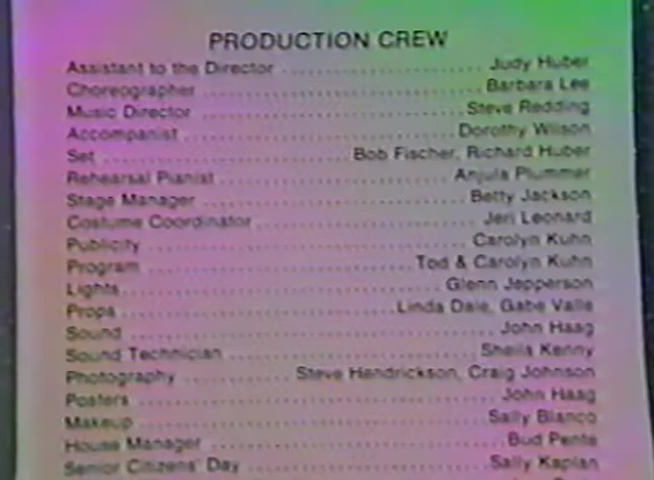 PRODUCTION CREW
Assistant to the Director ........................ Judy Huber
Choreographer ................................ Barbara Lee
Music Director ................................ Steve Redding
Accompanist ................................ Dorothy Wilson
Set ................................ Bob Fischer, Richard Huber
Rehearsal Pianist ........................ Anjula Plummer
Stage Manager ................................ Betty Jackson
Costume Coordinator ........................ Jeri Leonard
Publicity ................................ Carolyn Kuhn
Program ................................ Tod & Carolyn Kuhn
Lights ................................ Glenn Jepperson
Props ................................ Linda Dale, Gabe Valle
Sound ................................ John Haag
Sound Technician ........................ Sheila Kenny
Photography ............ Steve Hendrickson, Craig Johnson
Posters ................................ John Haag
Makeup ................................ Sally Blanco
House Manager ................................ Bud Pente
Senior Citizens' Day ........................ Sally Kaplan